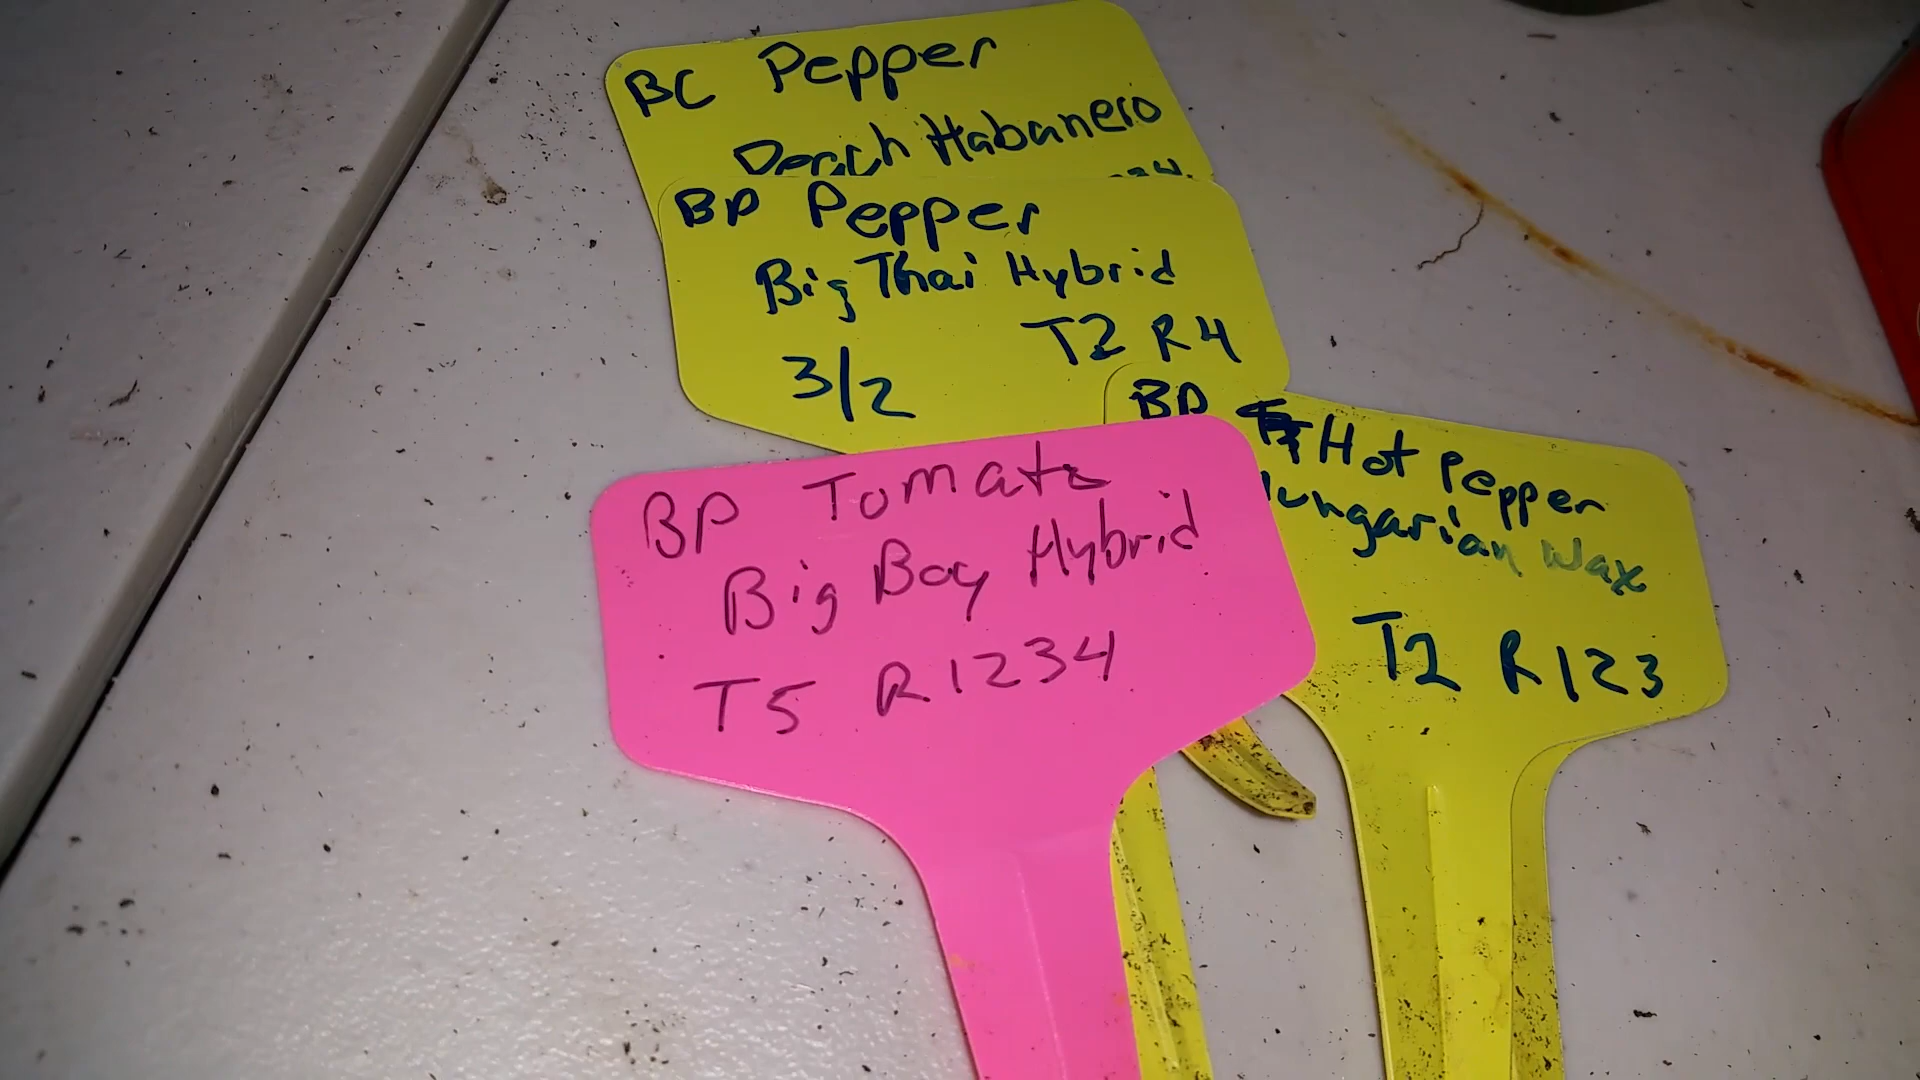 BC Pepper
Habanero
BP Pepper
Big Thai Hybrid
T2 R4
3/2
BP Hot Pepper
Hungarian Wax
T2 R123
BP Tomato
Big Boy Hybrid
T5 R1234